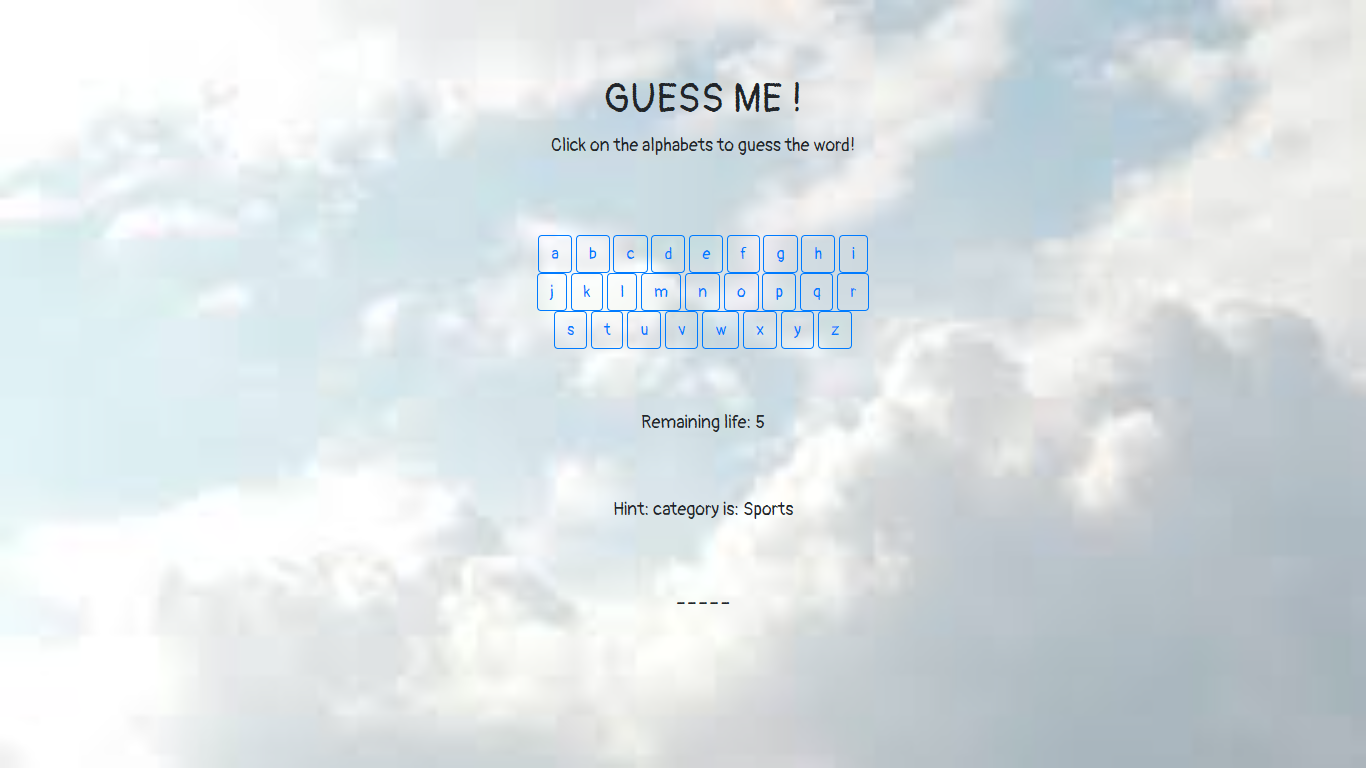 GUESS ME !
Click on the alphabets to guess the word!
a b c d e f g h i
j k l m n o p q r
s t u v w x y z
Remaining life: 5
Hint: category is: Sports
_ _ _ _ _